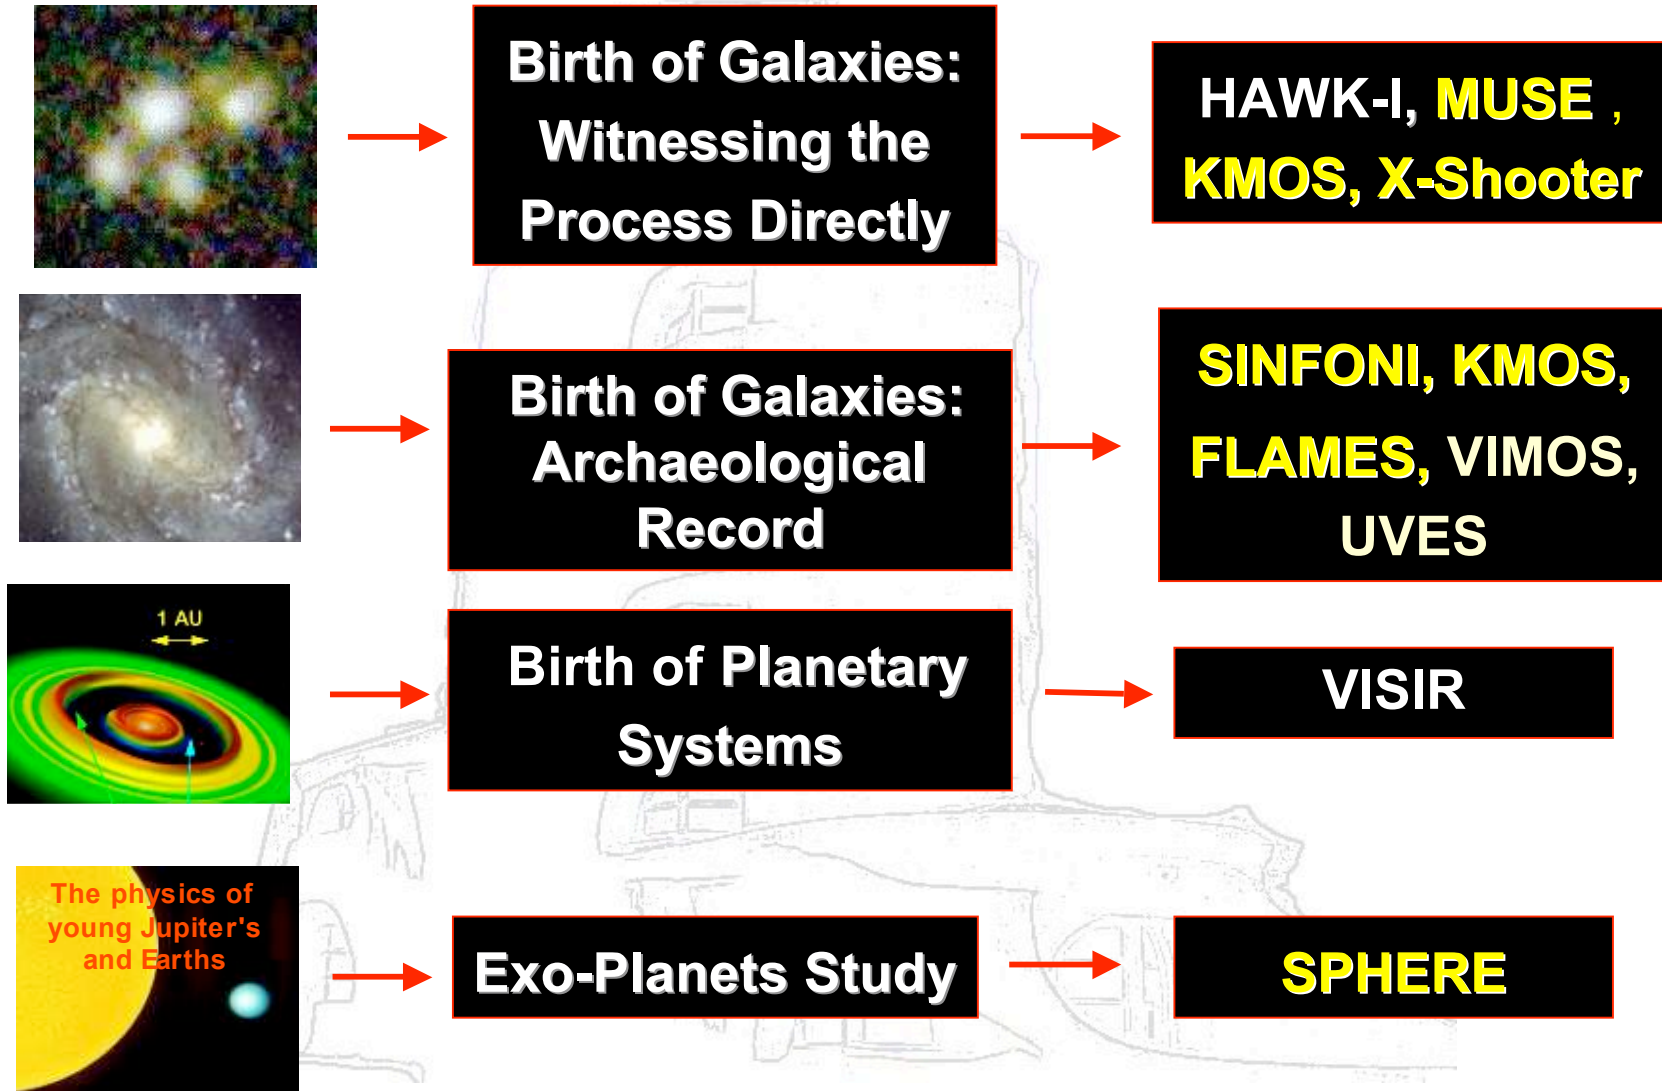 Birth of Galaxies:
Witnessing the
Process Directly
HAWK-I, MUSE ,
KMOS, X-Shooter
Birth of Galaxies:
Archaeological
Record
SINFONI, KMOS,
FLAMES, VIMOS,
UVES
1 AU
Birth of Planetary
Systems
VISIR
The physics of
young Jupiter's
and Earths
Exo-Planets Study
SPHERE